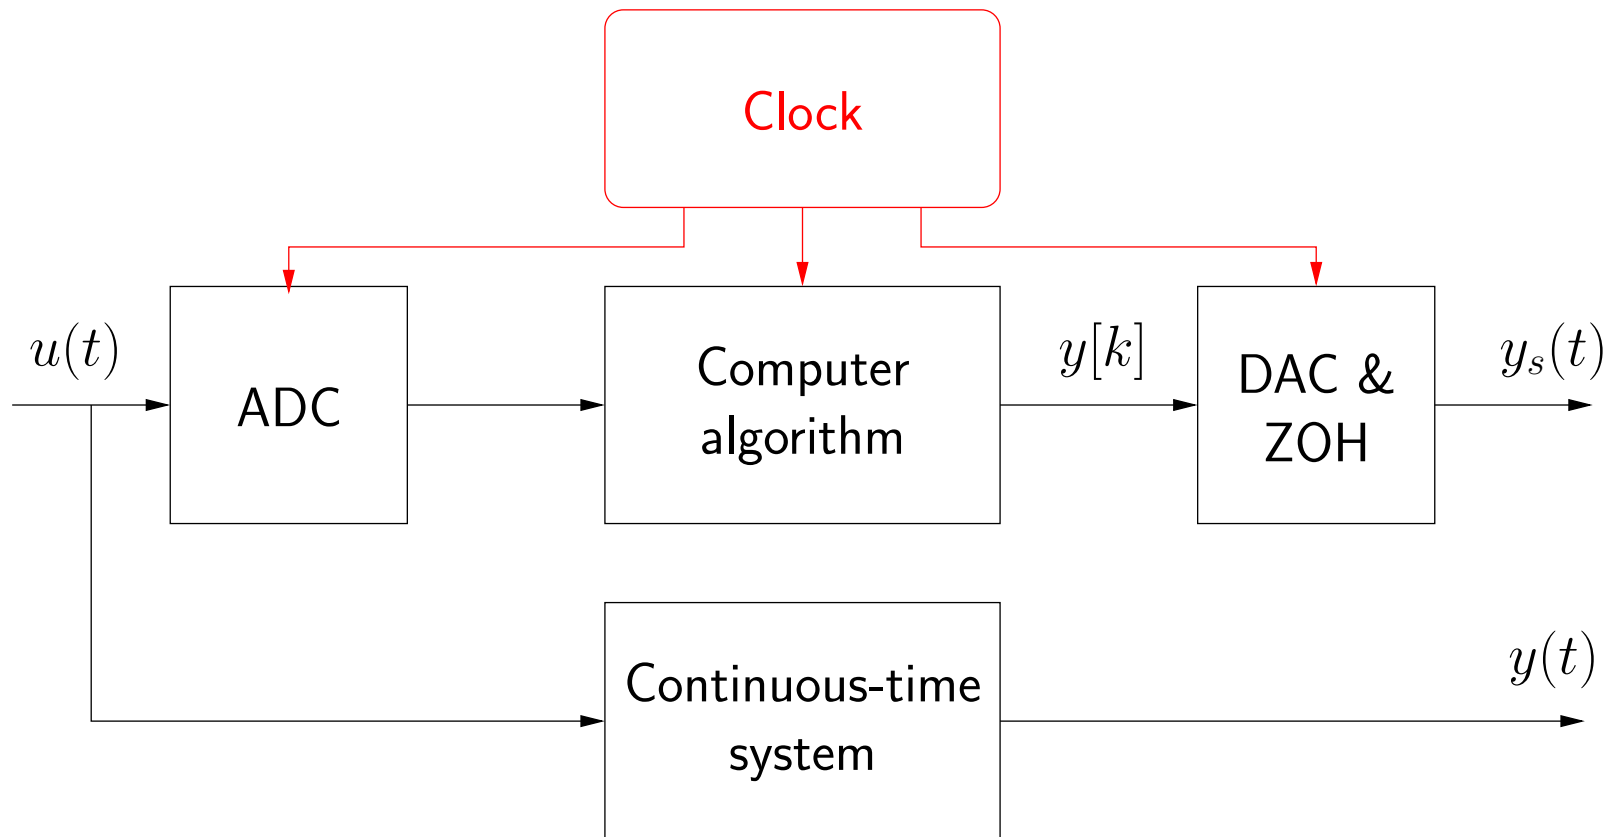 Clock
u(t)
ADC
Computer
algorithm
y[k]
DAC &
ZOH
y_s(t)
Continuous-time
system
y(t)